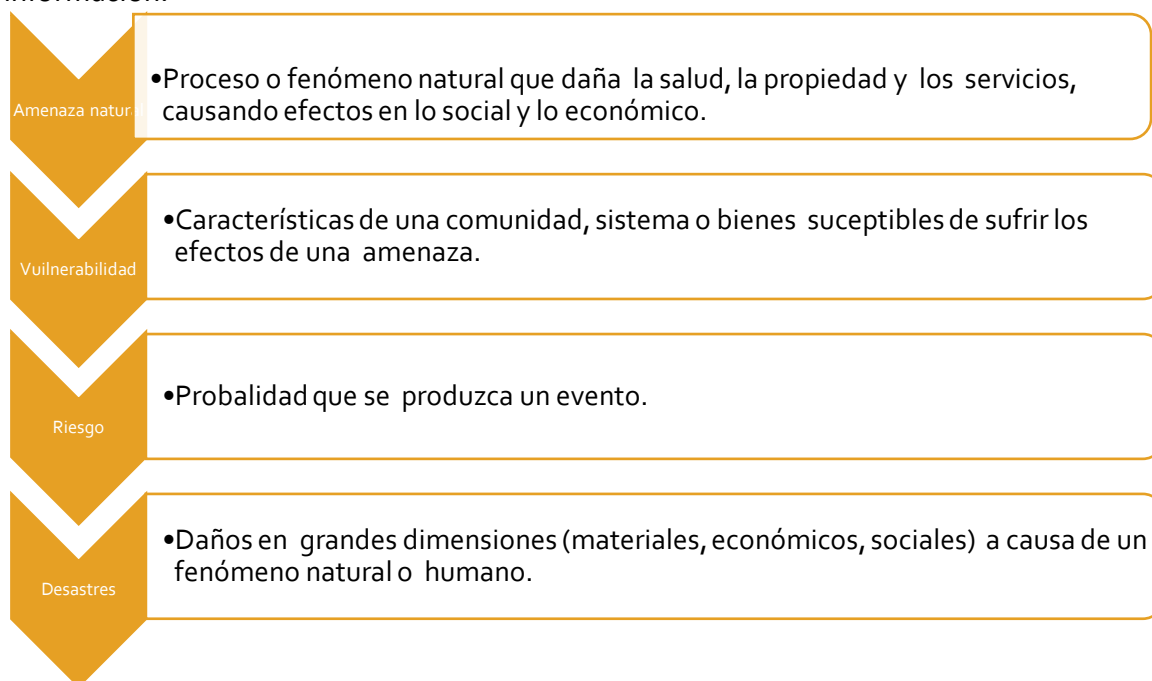 Amenaza natural
•Proceso o fenómeno natural que daña la salud, la propiedad y los servicios,
causando efectos en lo social y lo económico.
Vuilnerabilidad
•Características de una comunidad, sistema o bienes suceptibles de sufrir los
efectos de una amenaza.
Riesgo
•Probalidad que se produzca un evento.
Desastres
•Daños en grandes dimensiones (materiales, económicos, sociales) a causa de un
fenómeno natural o humano.